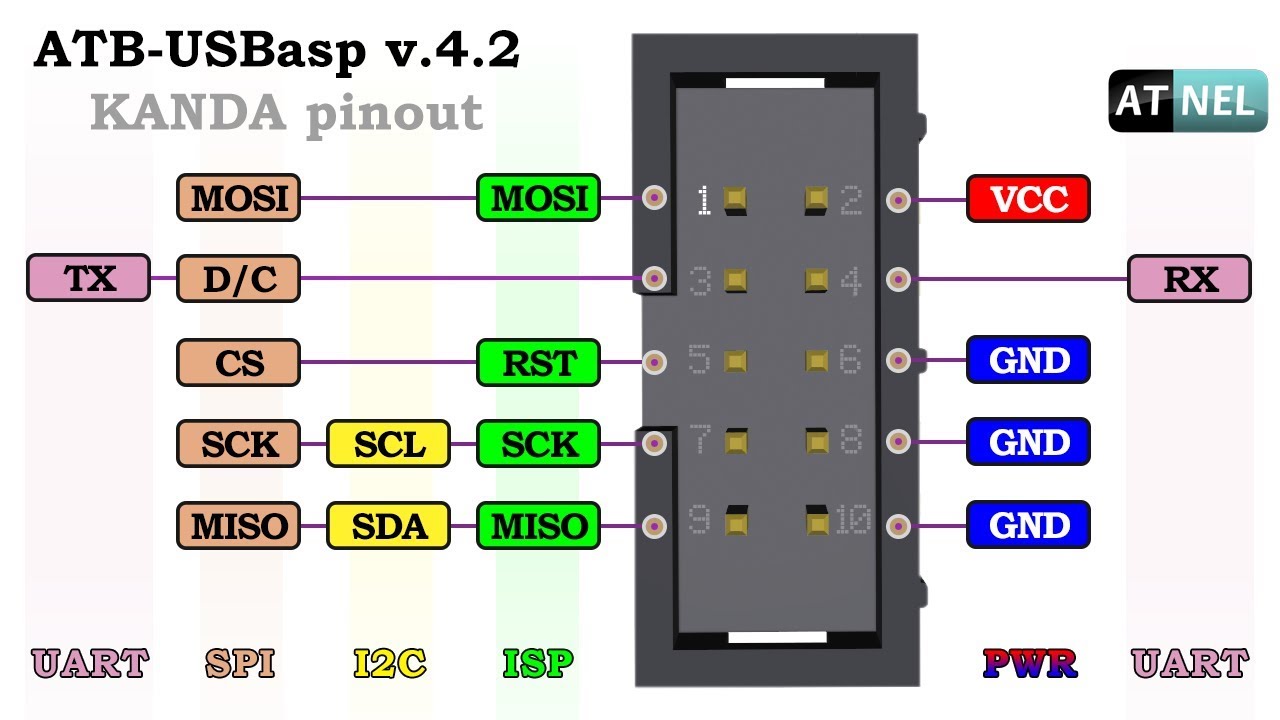 ATB-USBasp v.4.2
KANDA pinout
AT NEL
MOSI MOSI 1 2 VCC
TX D/C 3 4 RX
CS RST 5 6 GND
SCK SCL SCK 7 8 GND
MISO SDA MISO 9 10 GND
UART SPI I2C ISP PWR UART